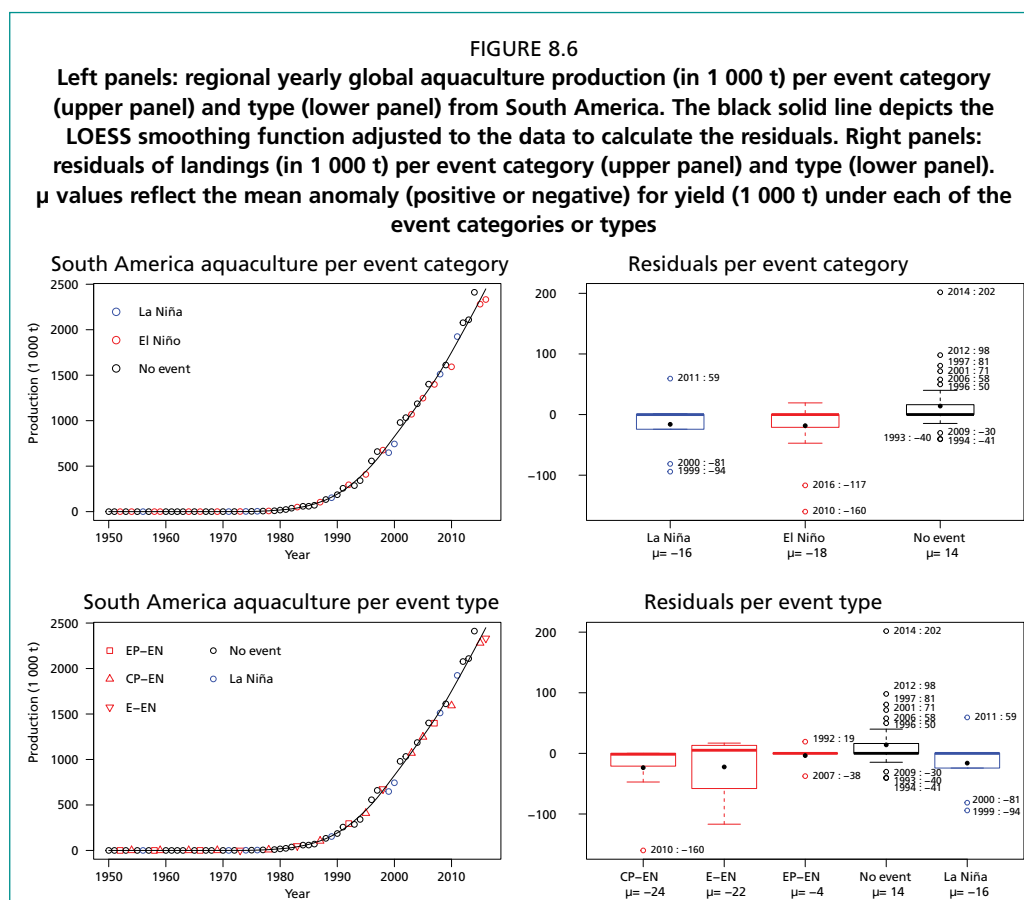 FIGURE 8.6
Left panels: regional yearly global aquaculture production (in 1 000 t) per event category
(upper panel) and type (lower panel) from South America. The black solid line depicts the
LOESS smoothing function adjusted to the data to calculate the residuals. Right panels:
residuals of landings (in 1 000 t) per event category (upper panel) and type (lower panel).
µ values reflect the mean anomaly (positive or negative) for yield (1 000 t) under each of the
event categories or types
South America aquaculture per event category
2500
2000
1500
1000
500
0
Production (1 000 t)
La Niña
El Niño
No event
1950 1960 1970 1980 1990 2000 2010
Year
Residuals per event category
200
100
0
−100
2011 : 59
2000 : −81
1999 : −94
2016 : −117
2010 : −160
2014 : 202
2012 : 98
1997 : 81
2001 : 71
2006 : 58
1996 : 50
2009 : −30
1993 : −40
1994 : −41
La Niña El Niño No event
µ= −16 µ= −18 µ= 14
South America aquaculture per event type
2500
2000
1500
1000
500
0
Production (1 000 t)
EP−EN No event
CP−EN La Niña
E−EN
1950 1960 1970 1980 1990 2000 2010
Year
Residuals per event type
200
100
0
−100
2010 : −160
1992 : 19
2007 : −38
2014 : 202
2012 : 98
1997 : 81
2001 : 71
2006 : 58
1996 : 50
2009 : −30
1993 : −40
1994 : −41
2011 : 59
2000 : −81
1999 : −94
CP−EN E−EN EP−EN No event La Niña
µ= −24 µ= −22 µ= −4 µ= 14 µ= −16